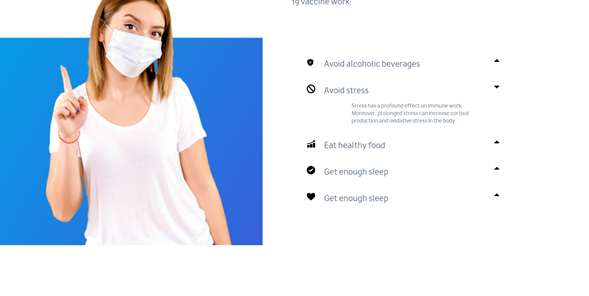 19 vaccine work:
Avoid alcoholic beverages
Avoid stress
Stress has a profound effect on immune work.
Moreover, prolonged stress can increase cortisol
production and oxidative stress in the body
Eat healthy food
Get enough sleep
Get enough sleep